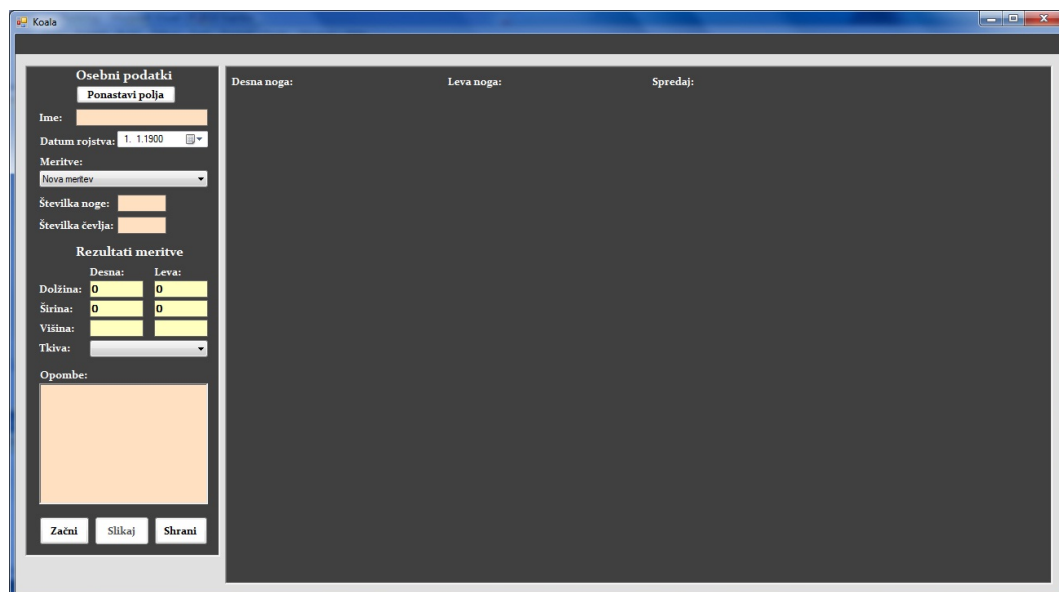 Koala
Osebni podatki
Ponastavi polja
Ime:
Datum rojstva: 1. 1.1900
Meritve:
Nova meritev
Številka noge:
Številka čevlja:
Rezultati meritve
Desna: Leva:
Dolžina: 0 0
Širina: 0 0
Višina:
Tkiva:
Opombe:
Začni Slikaj Shrani
Desna noga: Leva noga: Spredaj: